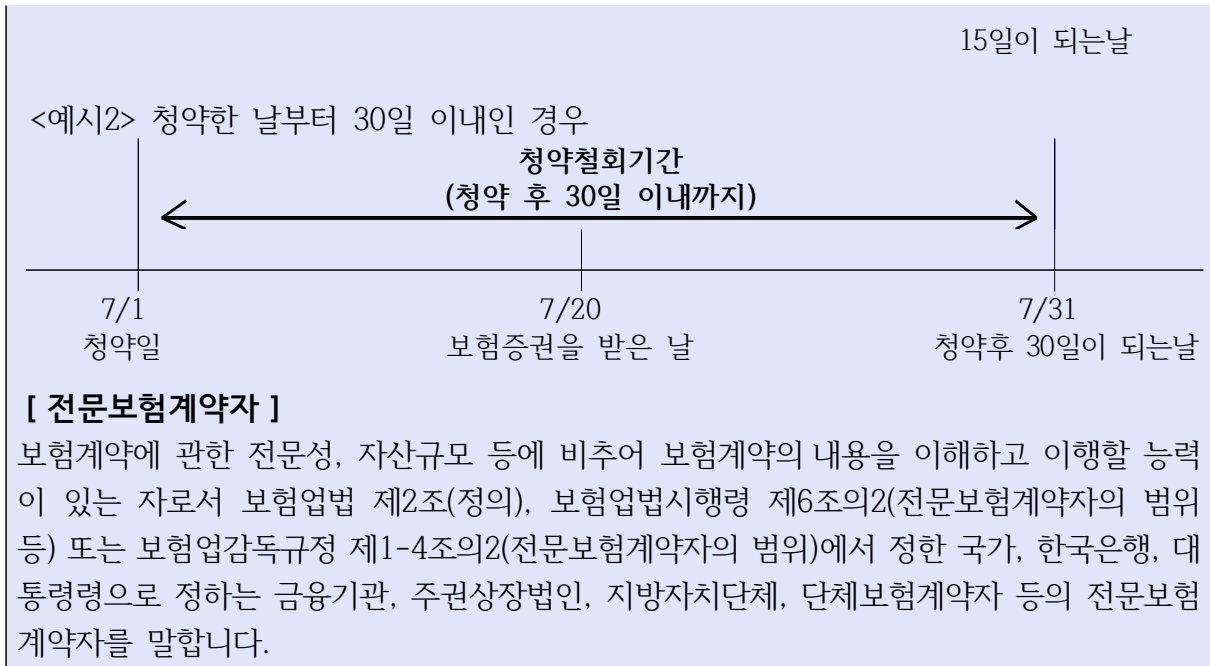 15일이 되는날
<예시2> 청약한 날부터 30일 이내인 경우
청약철회기간
(청약 후 30일 이내까지)
7/1 7/20 7/31
청약일 보험증권을 받은 날 청약후 30일이 되는날
[ 전문보험계약자 ]
보험계약에 관한 전문성, 자산규모 등에 비추어 보험계약의 내용을 이해하고 이행할 능력
이 있는 자로서 보험업법 제2조(정의), 보험업법시행령 제6조의2(전문보험계약자의 범위
등) 또는 보험업감독규정 제1-4조의2(전문보험계약자의 범위)에서 정한 국가, 한국은행, 대
통령령으로 정하는 금융기관, 주권상장법인, 지방자치단체, 단체보험계약자 등의 전문보험
계약자를 말합니다.